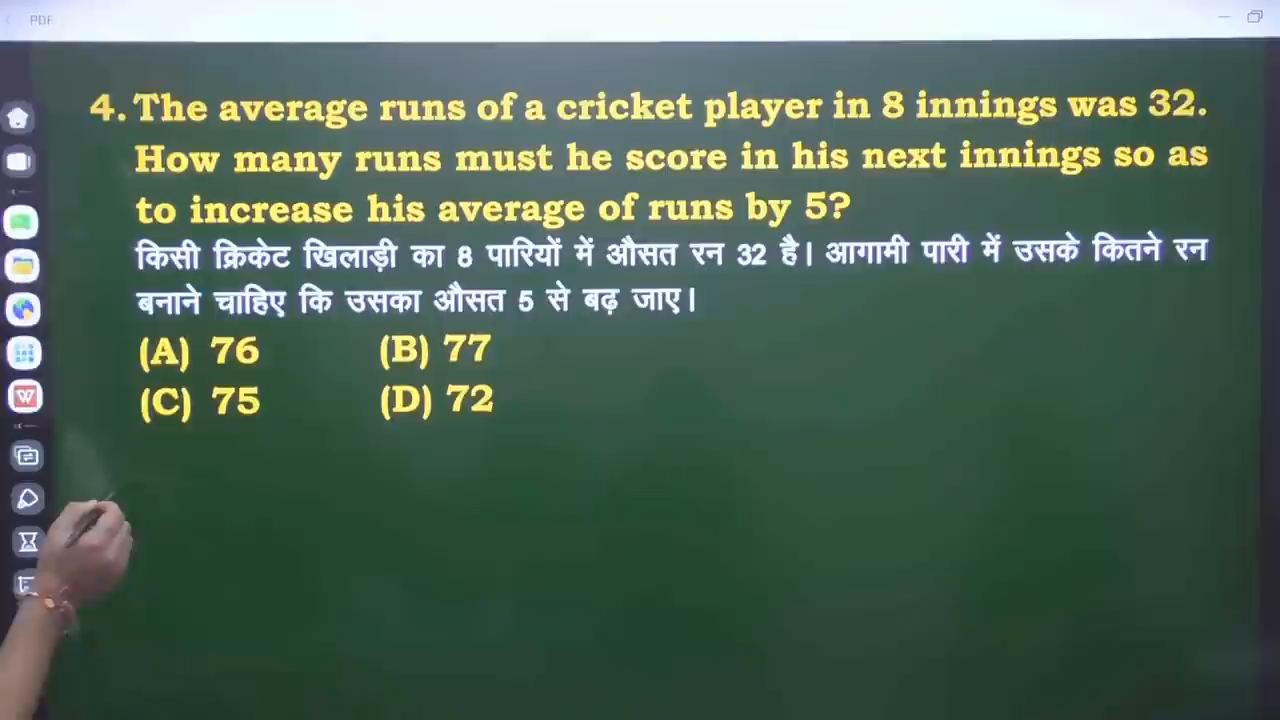 PDF
4. The average runs of a cricket player in 8 innings was 32.
How many runs must he score in his next innings so as
to increase his average of runs by 5?
किसी क्रिकेट खिलाड़ी का 8 पारियों में औसत रन 32 है। आगामी पारी में उसके कितने रन
बनाने चाहिए कि उसका औसत 5 से बढ़ जाए।
(A) 76 (B) 77
(C) 75 (D) 72